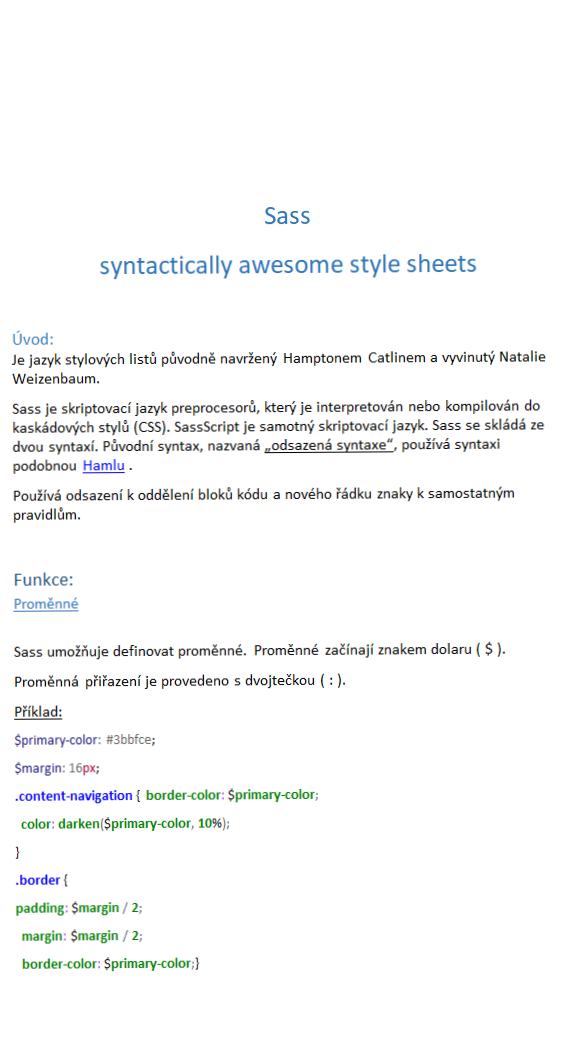 Sass
syntactically awesome style sheets
Úvod:
Je jazyk stylových listů původně navržený Hamptonem Catlinem a vyvinutý Natalie
Weizenbaum.
Sass je skriptovací jazyk preprocesorů, který je interpretován nebo kompilován do
kaskádových stylů (CSS). SassScript je samotný skriptovací jazyk. Sass se skládá ze
dvou syntaxí. Původní syntax, nazvaná „odsazená syntaxe“, používá syntaxi
podobnou Hamlu .
Používá odsazení k oddělení bloků kódu a nového řádku znaky k samostatným
pravidlům.
Funkce:
Proměnné
Sass umožňuje definovat proměnné. Proměnné začínají znakem dolaru ( $ ).
Proměnná přiřazení je provedeno s dvojtečkou ( : ).
Příklad:
$primary-color: #3bbfce;
$margin: 16px;
.content-navigation { border-color: $primary-color;
color: darken($primary-color, 10%);
}
.border {
padding: $margin / 2;
margin: $margin / 2;
border-color: $primary-color;}